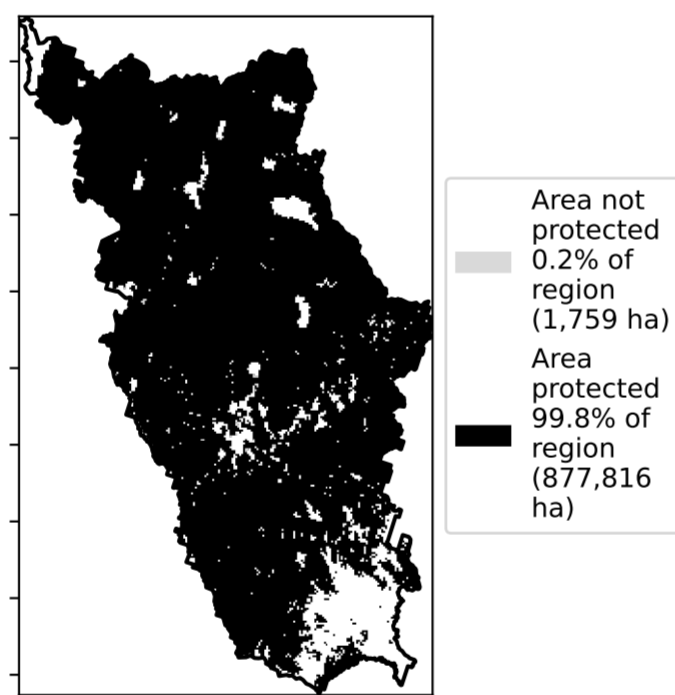 Area not
protected
0.2% of
region
(1,759 ha)
Area
protected
99.8% of
region
(877,816
ha)